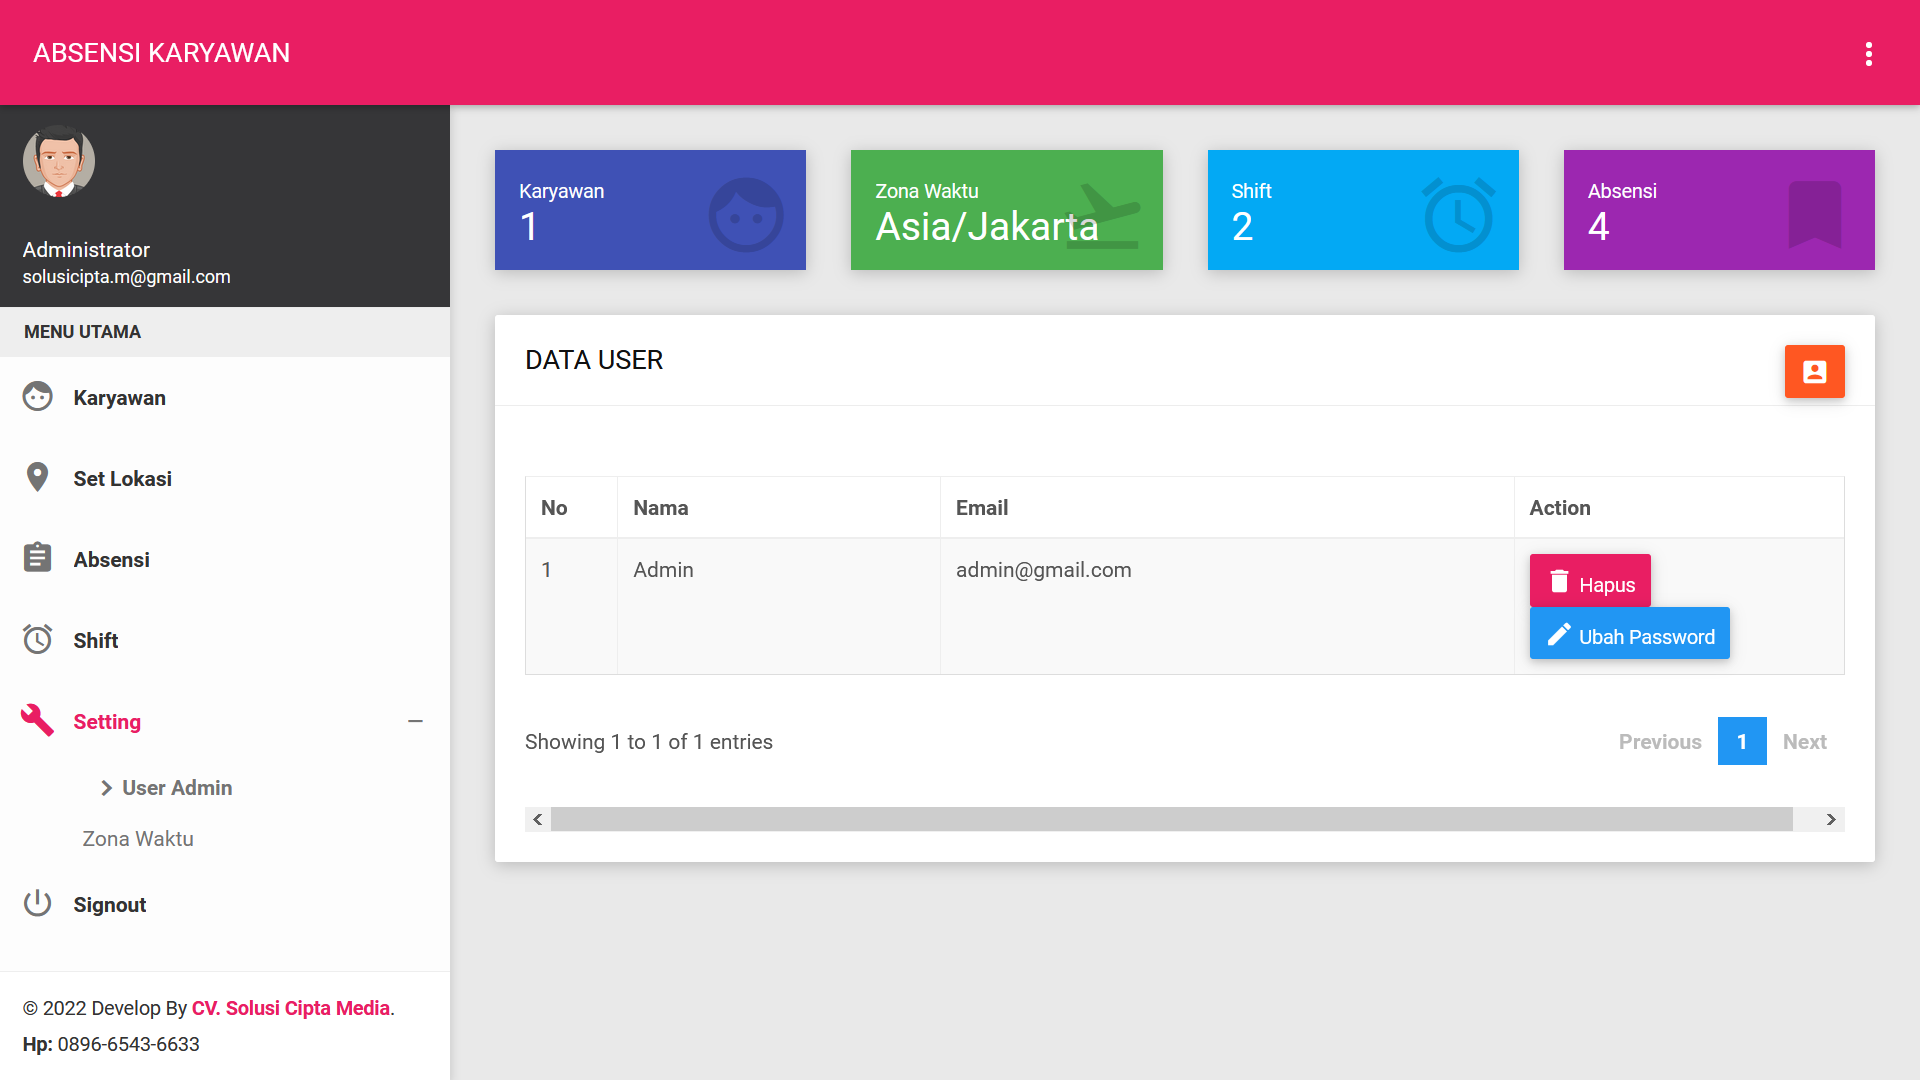 ABSENSI KARYAWAN
Administrator
solusicipta.m@gmail.com
MENU UTAMA
Karyawan
Set Lokasi
Absensi
Shift
Setting
User Admin
Zona Waktu
Signout
© 2022 Develop By CV. Solusi Cipta Media.
Hp: 0896-6543-6633
Karyawan
1
Zona Waktu
Asia/Jakarta
Shift
2
Absensi
4
DATA USER
No Nama Email Action
1 Admin admin@gmail.com Hapus
Ubah Password
Showing 1 to 1 of 1 entries
Previous 1 Next